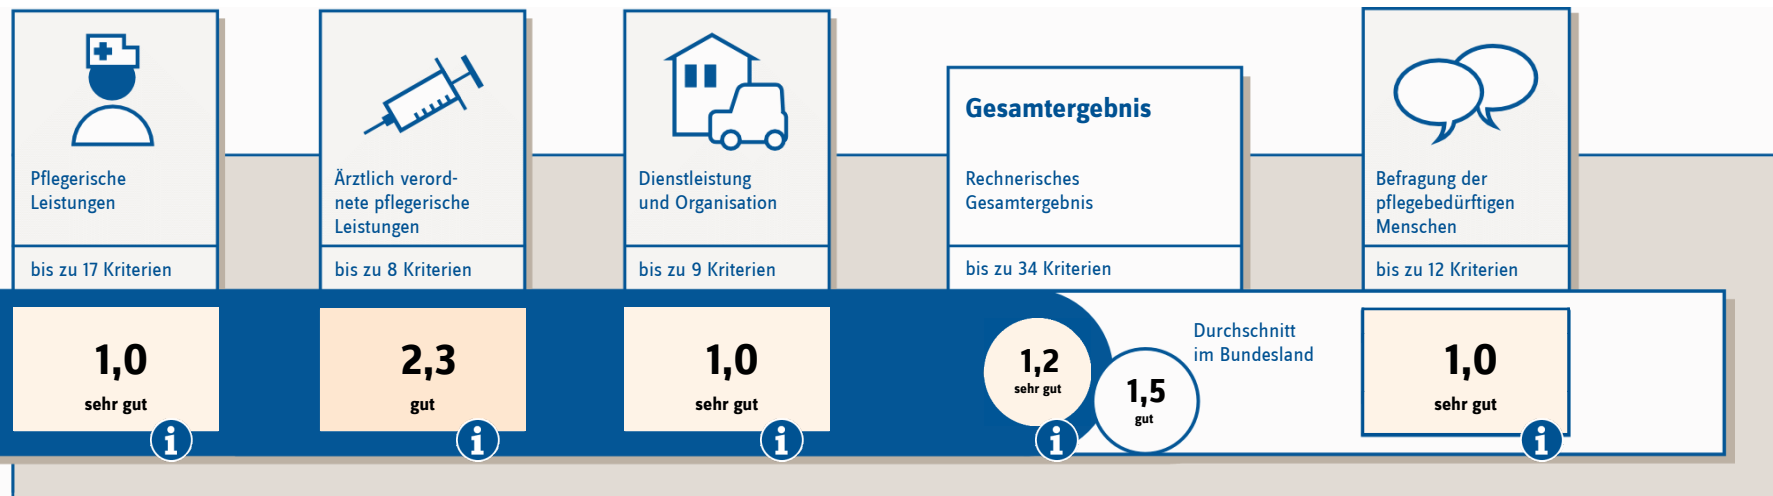 Pflegerische
Leistungen
bis zu 17 Kriterien
1,0
sehr gut
Ärztlich verord-
nete pflegerische
Leistungen
bis zu 8 Kriterien
2,3
gut
Dienstleistung
und Organisation
bis zu 9 Kriterien
1,0
sehr gut
Gesamtergebnis
Rechnerisches
Gesamtergebnis
bis zu 34 Kriterien
1,2
sehr gut
1,5
gut
Durchschnitt
im Bundesland
Befragung der
pflegebedürftigen
Menschen
bis zu 12 Kriterien
1,0
sehr gut